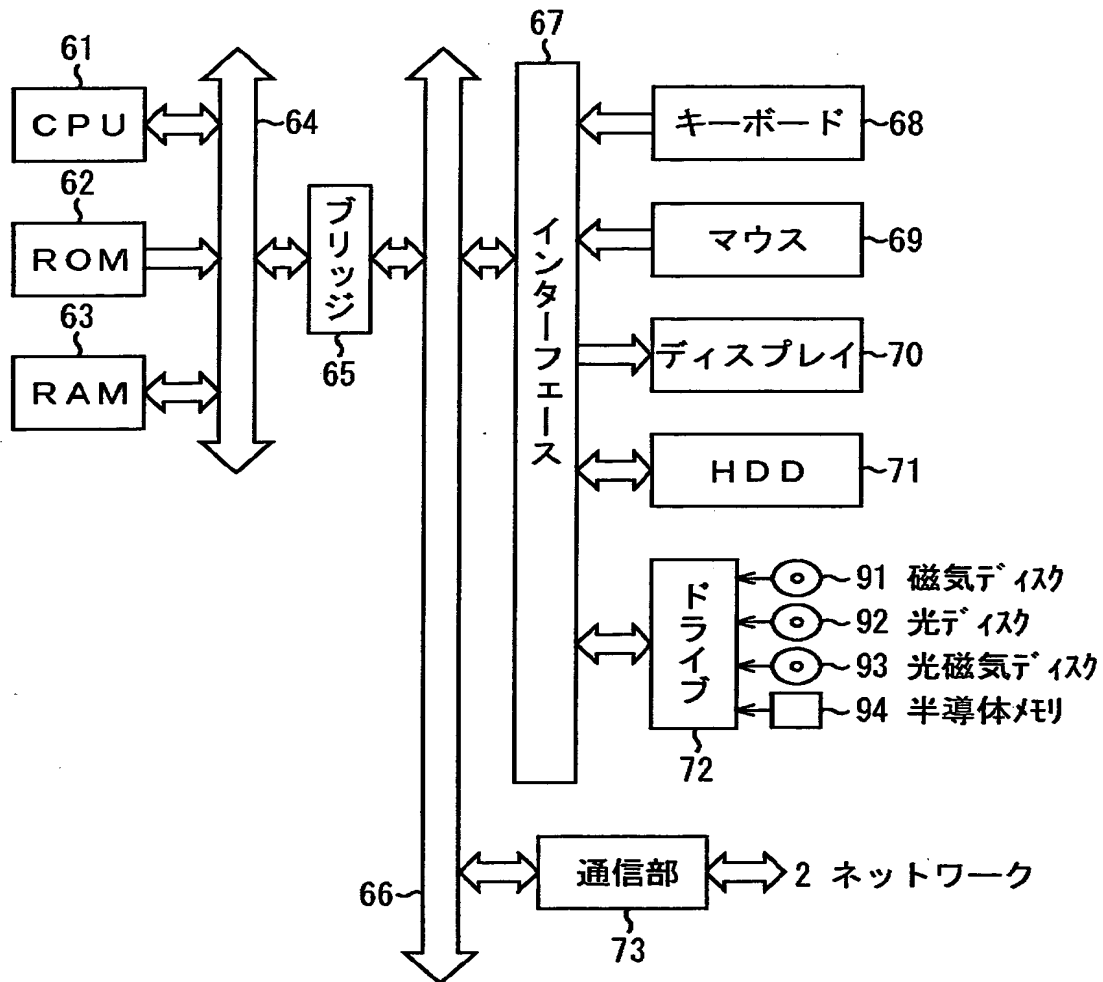 61
CPU
62
ROM
63
RAM
64
ブリッジ
65
66
67
インターフェース
キーボード
68
マウス
69
ディスプレイ
70
HDD
71
ドライブ
72
91 磁気ディスク
92 光ディスク
93 光磁気ディスク
94 半導体メモリ
通信部
73
2 ネットワーク